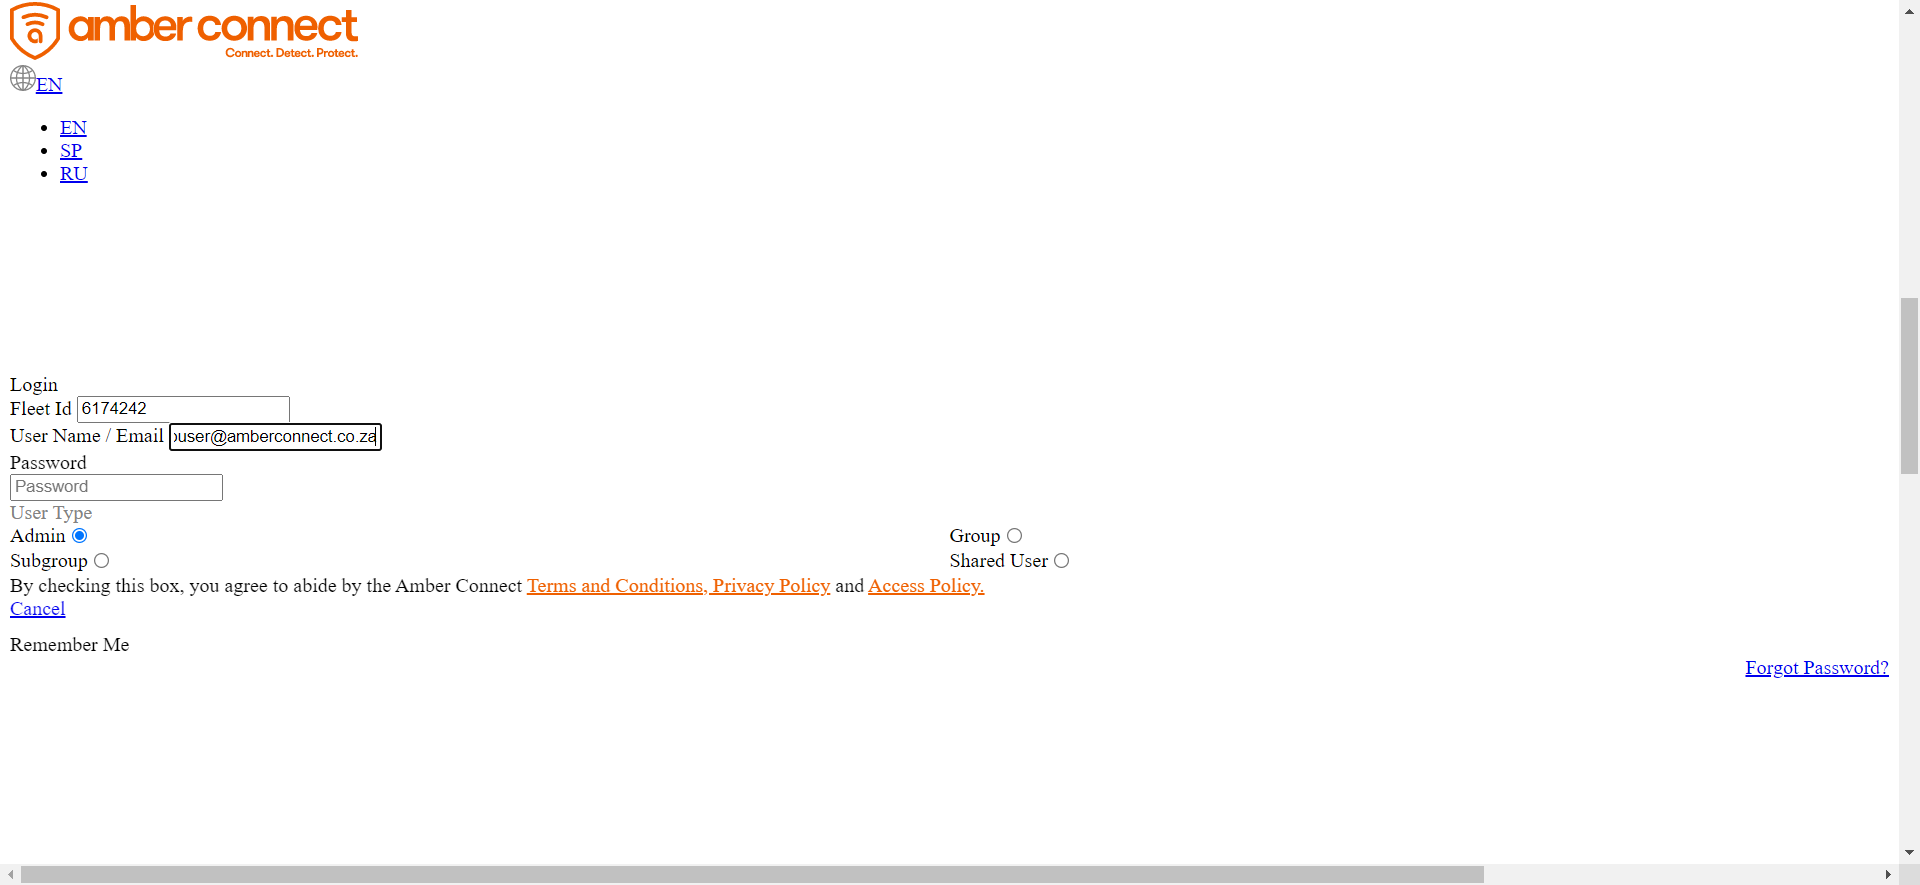 amber connect
Connect. Detect. Protect.
EN
EN
SP
RU
Login
Fleet Id 6174242
User Name / Email user@amberconnect.co.za
Password
Password
User Type
Admin Group
Subgroup Shared User
By checking this box, you agree to abide by the Amber Connect Terms and Conditions, Privacy Policy and Access Policy.
Cancel
Remember Me
Forgot Password?